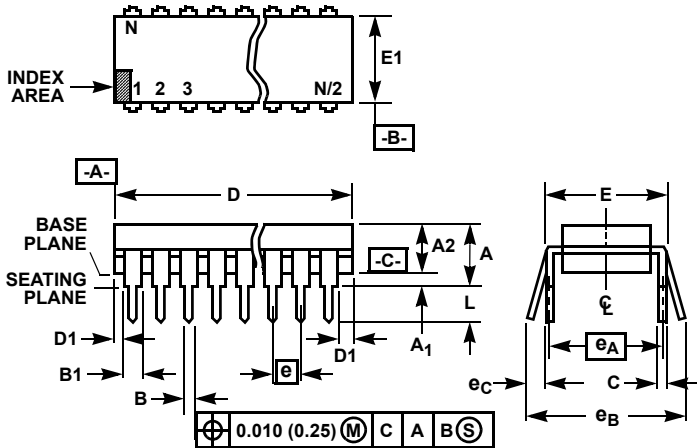 N
E1
INDEX
AREA
1 2 3 N/2
-B-
-A-
D
E
BASE
PLANE
A2
A
-C-
SEATING
PLANE
L
C
L
D1
A1
D1
eA
B1
e
eC
C
B
eB
0.010 (0.25) M C A B S